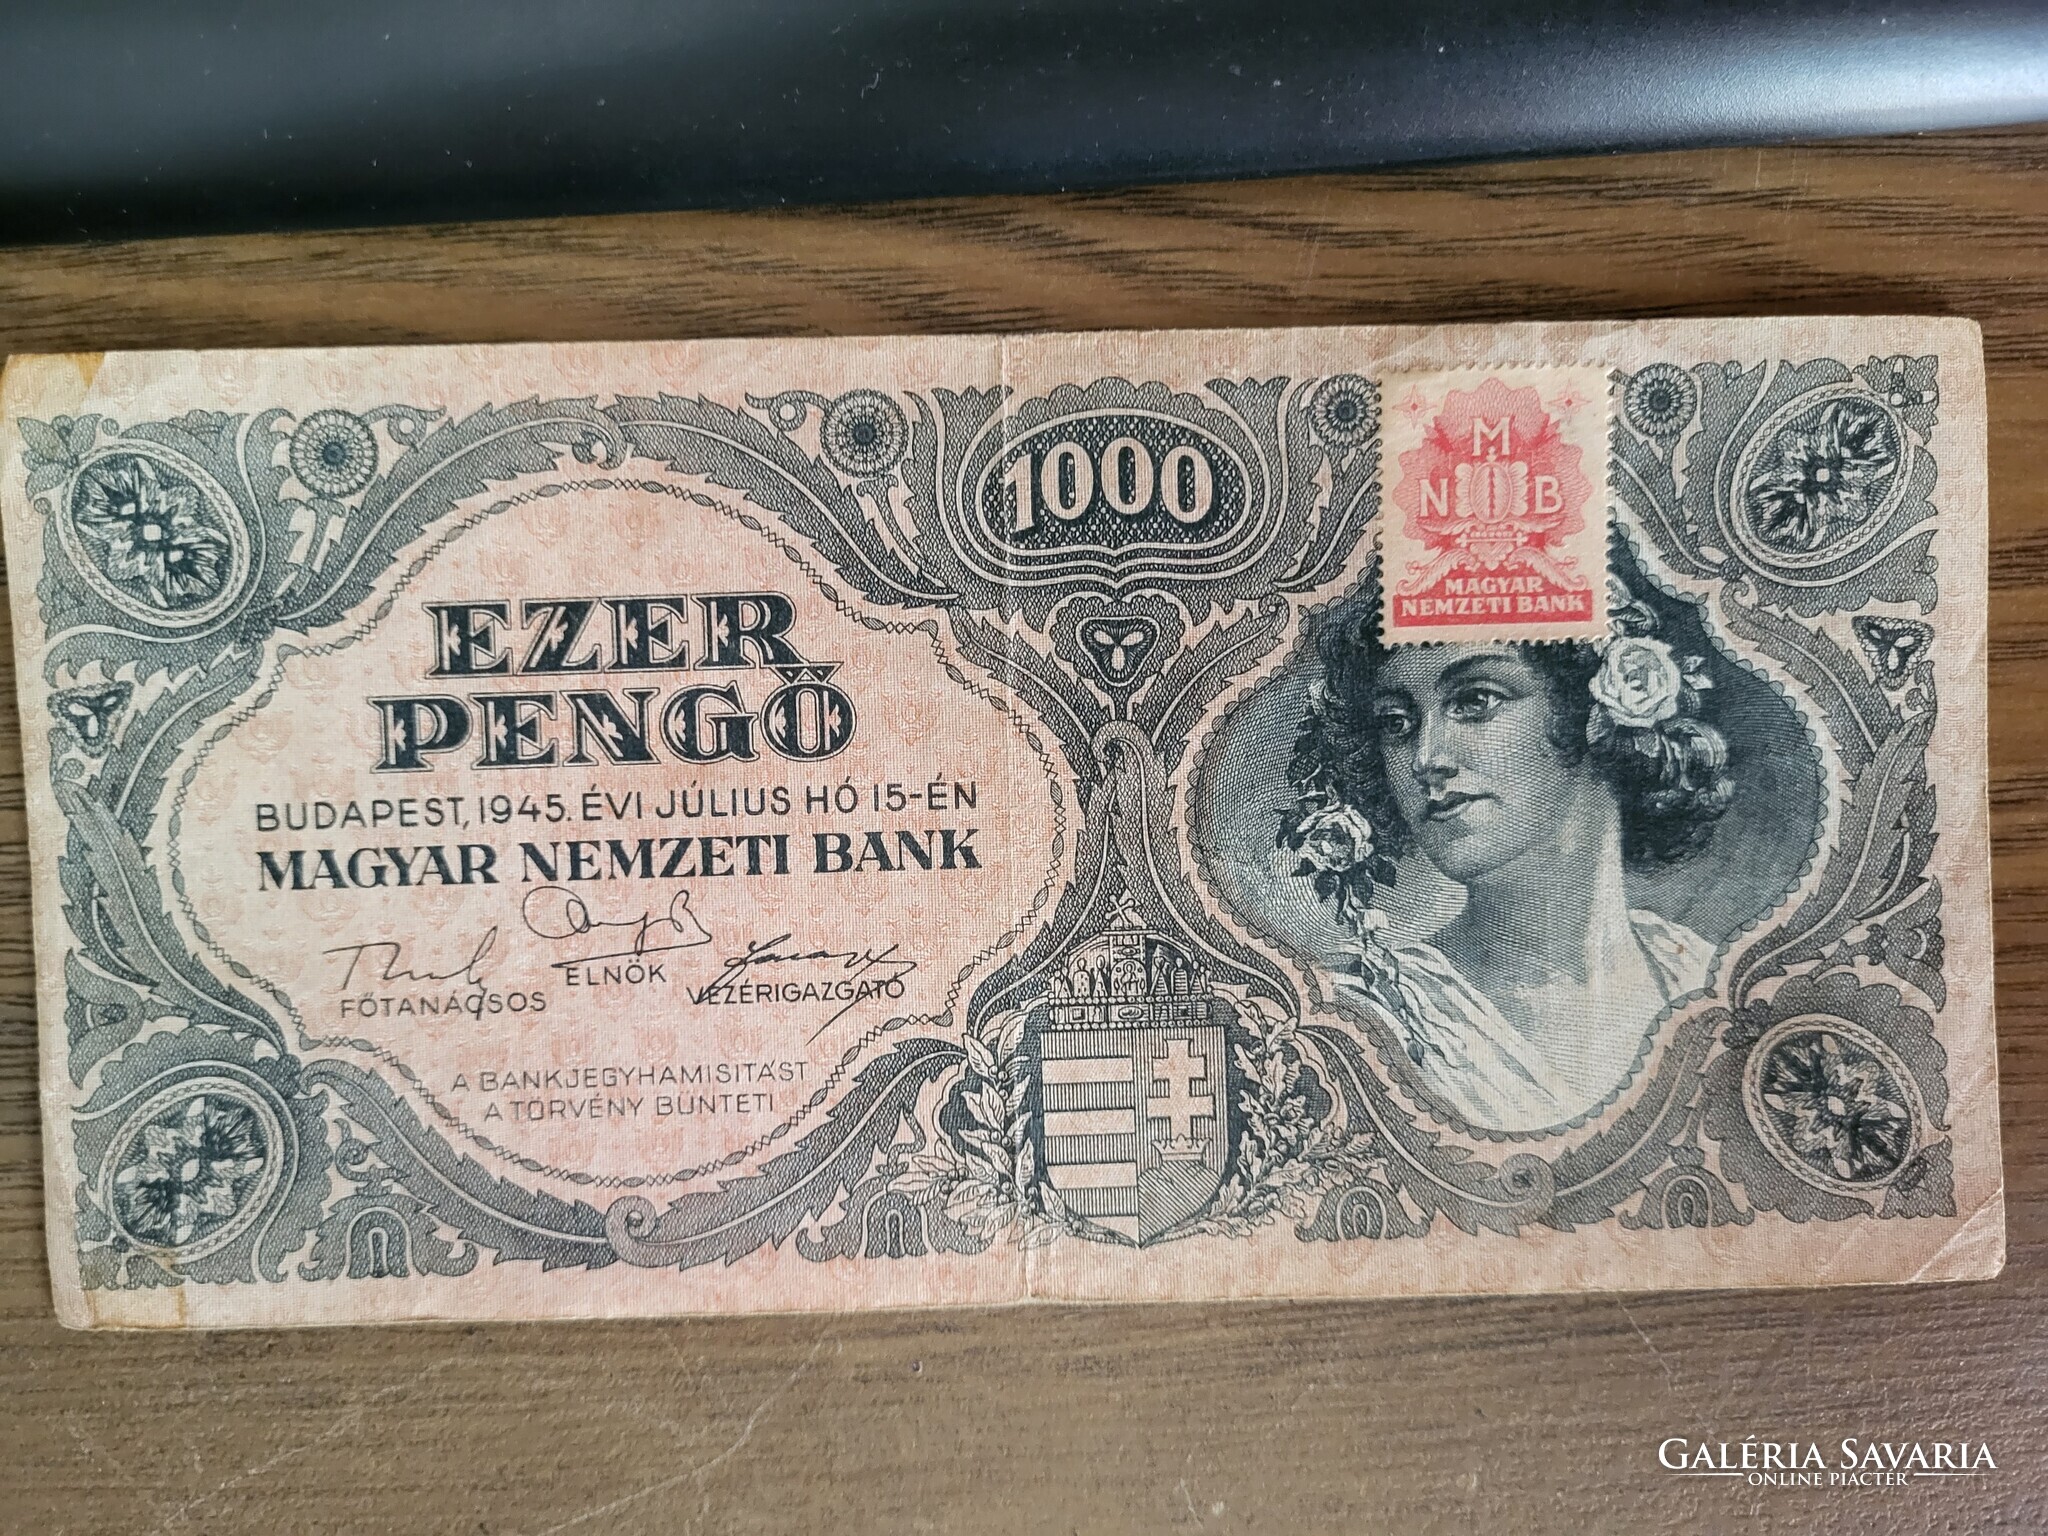 1000
M
N B
MAGYAR
NEMZETI BANK
EZER
PENGŐ
BUDAPEST, 1945. ÉVI JÚLIUS HÓ 15-ÉN
MAGYAR NEMZETI BANK
FŐTANÁCSOS
ELNÖK
VEZÉRIGAZGATÓ
A BANKJEGYHAMISITÁST
A TÖRVÉNY BÜNTETI
GALÉRIA SAVARIA
ONLINE PIACTÉR